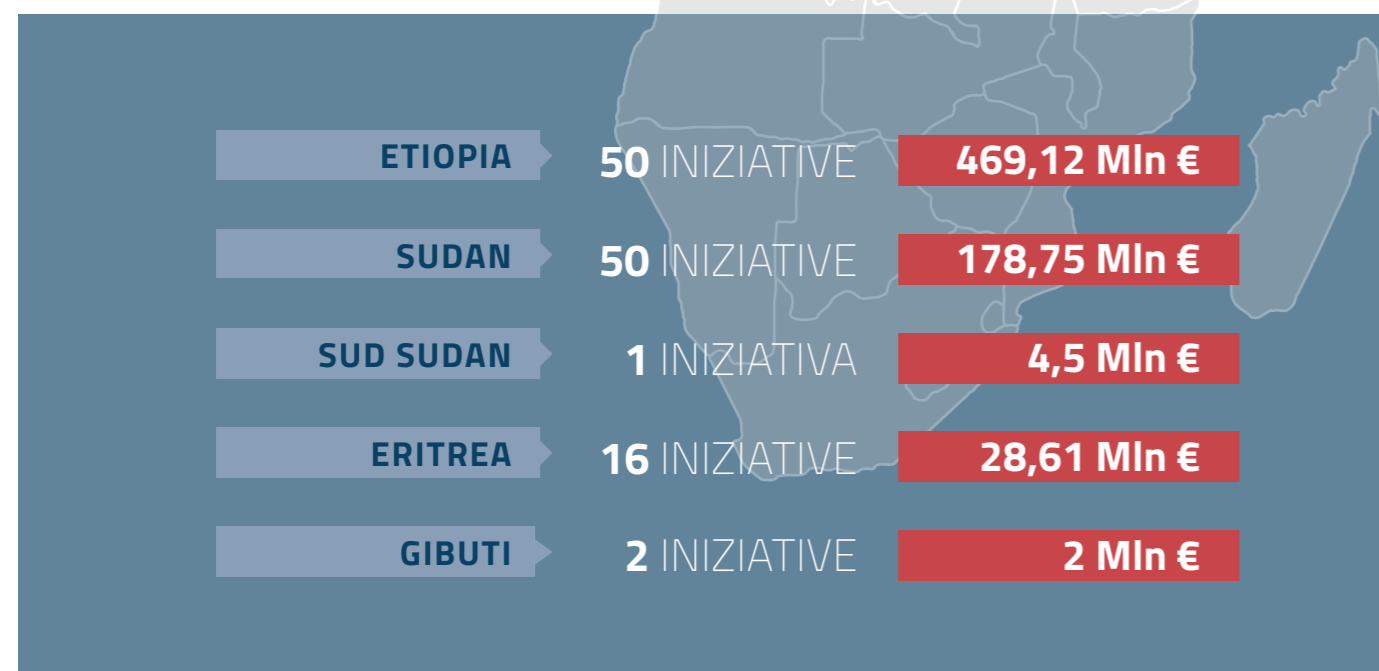 ETIOPIA 50 INIZIATIVE 469,12 Mln €
SUDAN 50 INIZIATIVE 178,75 Mln €
SUD SUDAN 1 INIZIATIVA 4,5 Mln €
ERITREA 16 INIZIATIVE 28,61 Mln €
GIBUTI 2 INIZIATIVE 2 Mln €